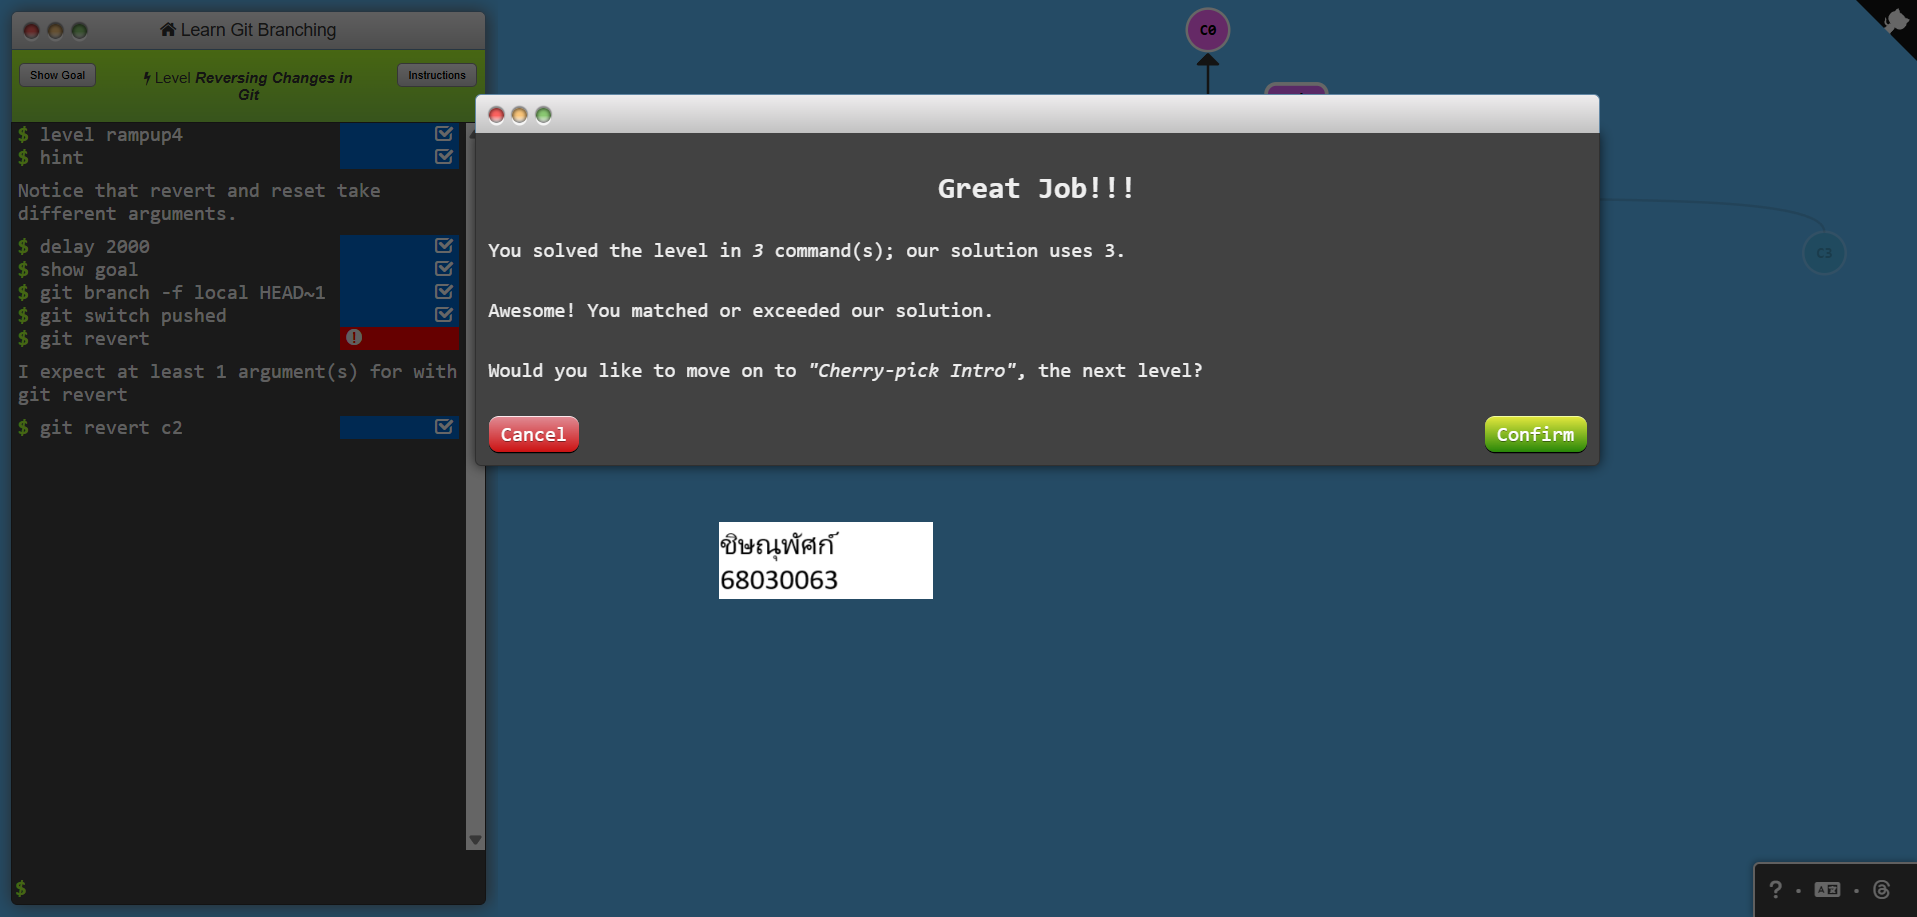 Learn Git Branching
Show Goal
Level Reversing Changes in
Git
Instructions
$ level rampup4
$ hint
Notice that revert and reset take
different arguments.
$ delay 2000
$ show goal
$ git branch -f local HEAD~1
$ git switch pushed
$ git revert
I expect at least 1 argument(s) for with
git revert
$ git revert c2
$
C0
Great Job!!!
You solved the level in 3 command(s); our solution uses 3.
Awesome! You matched or exceeded our solution.
Would you like to move on to "Cherry-pick Intro", the next level?
Cancel
Confirm
C3
ชิษณุพัศก์
68030063
?